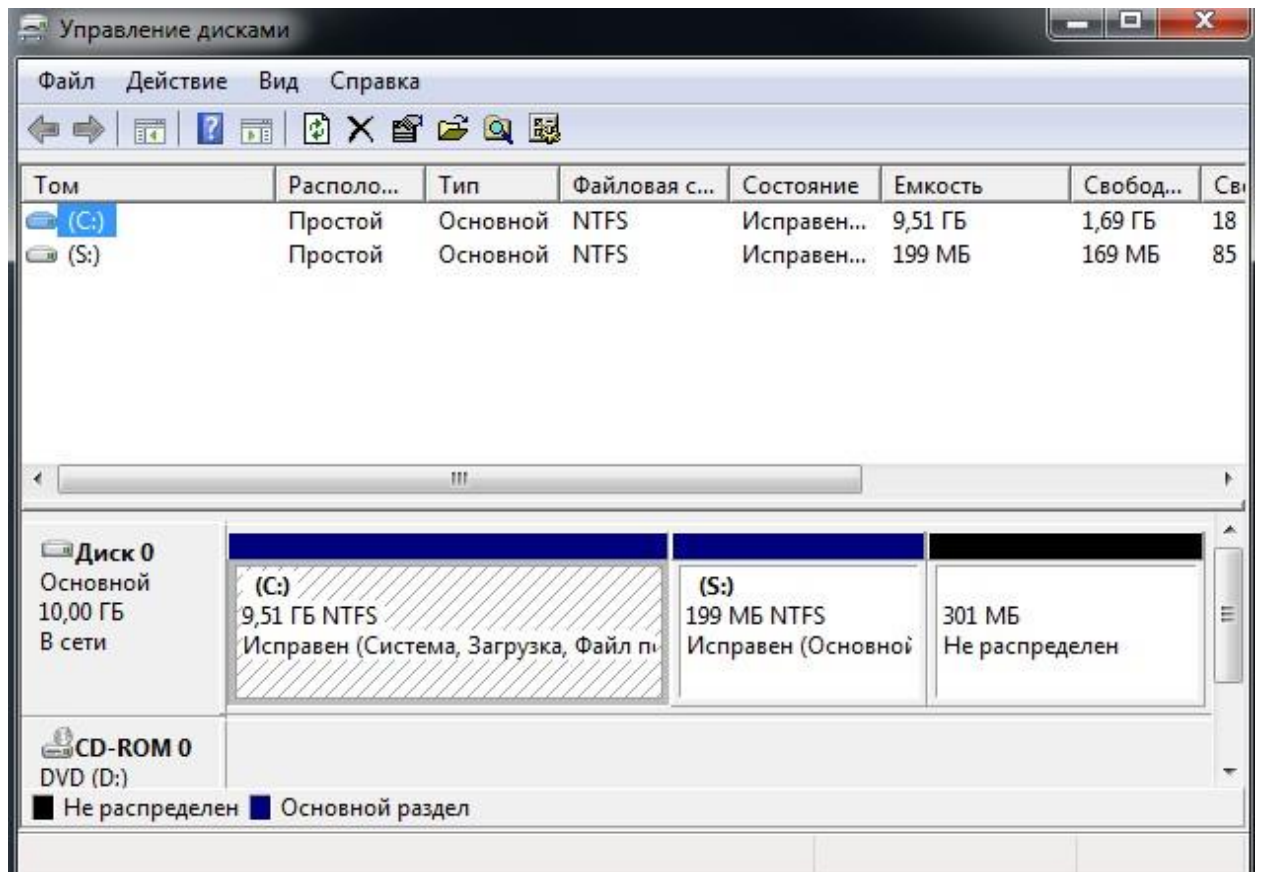 Управление дисками
Файл Действие Вид Справка
Том Располо... Тип Файловая с... Состояние Емкость Свобод... Сво
(C:) Простой Основной NTFS Исправен... 9,51 ГБ 1,69 ГБ 18
(S:) Простой Основной NTFS Исправен... 199 МБ 169 МБ 85
Диск 0
Основной
10,00 ГБ
В сети
(C:)
9,51 ГБ NTFS
Исправен (Система, Загрузка, Файл п
(S:)
199 МБ NTFS
Исправен (Основной
301 МБ
Не распределен
CD-ROM 0
DVD (D:)
Не распределен Основной раздел